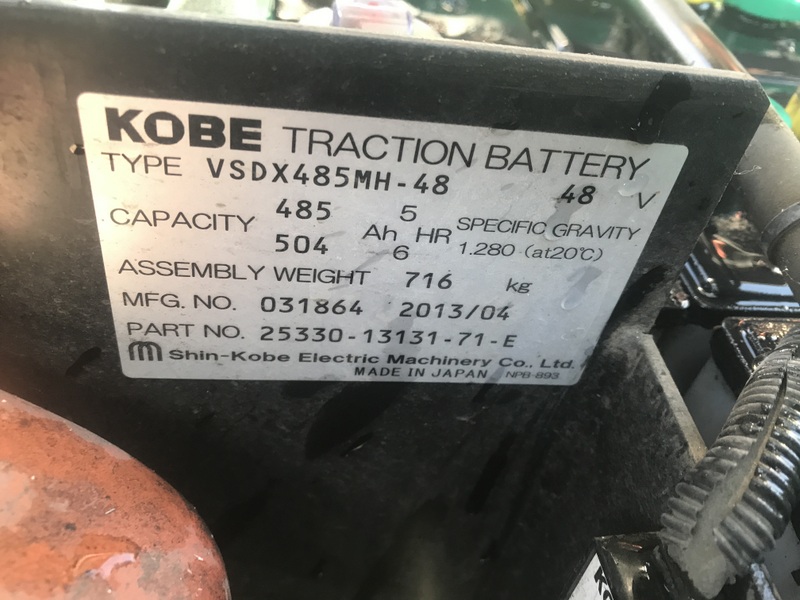 KOBE TRACTION BATTERY
TYPE VSDX485MH-48 48 V
CAPACITY 485 504 Ah 5 6 HR SPECIFIC GRAVITY 1.280 (at20℃)
ASSEMBLY WEIGHT 716 kg
MFG. NO. 031864 2013/04
PART NO. 25330-13131-71-E
Shin-Kobe Electric Machinery Co., Ltd.
MADE IN JAPAN NPB-893